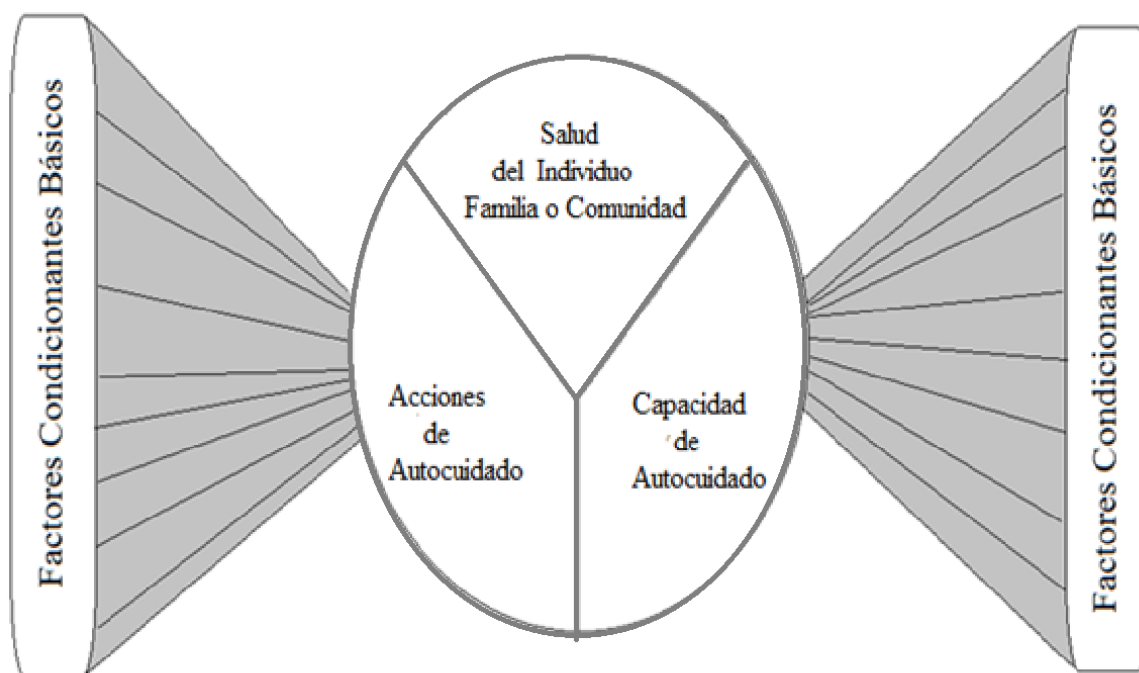 Factores Condicionantes Básicos
Salud
del Individuo
Familia o Comunidad
Acciones
de
Autocuidado
Capacidad
de
Autocuidado
Factores Condicionantes Básicos